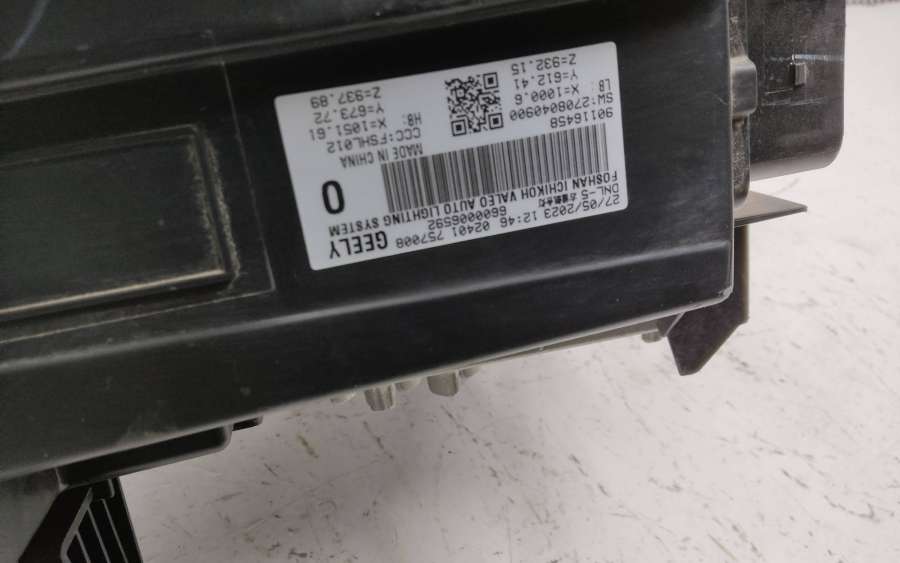 27/05/2023 12:46 02401 757008 GEELY
DNL-5 6600006592
FOSHAN ICHIKOH VALEO AUTO LIGHTING SYSTEM
0
90116458 MADE IN CHINA
SW:2708040900 CCC:FSHL012
LB: HB:
X=1000.6 X=1051.61
Y=612.41 Y=673.72
Z=932.15 Z=937.89